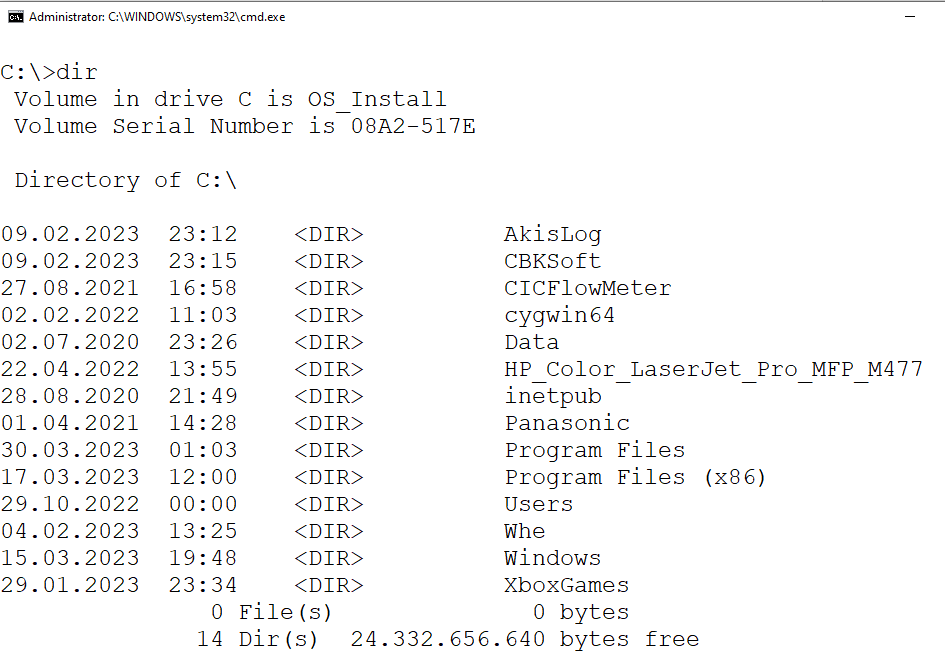 Administrator: C:\WINDOWS\system32\cmd.exe
C:\>dir
 Volume in drive C is OS_Install
 Volume Serial Number is 08A2-517E

 Directory of C:\

09.02.2023  23:12    <DIR>          AkisLog
09.02.2023  23:15    <DIR>          CBKSoft
27.08.2021  16:58    <DIR>          CICFlowMeter
02.02.2022  11:03    <DIR>          cygwin64
02.07.2020  23:26    <DIR>          Data
22.04.2022  13:55    <DIR>          HP_Color_LaserJet_Pro_MFP_M477
28.08.2020  21:49    <DIR>          inetpub
01.04.2021  14:28    <DIR>          Panasonic
30.03.2023  01:03    <DIR>          Program Files
17.03.2023  12:00    <DIR>          Program Files (x86)
29.10.2022  00:00    <DIR>          Users
04.02.2023  13:25    <DIR>          Whe
15.03.2023  19:48    <DIR>          Windows
29.01.2023  23:34    <DIR>          XboxGames
               0 File(s)              0 bytes
              14 Dir(s)  24.332.656.640 bytes free